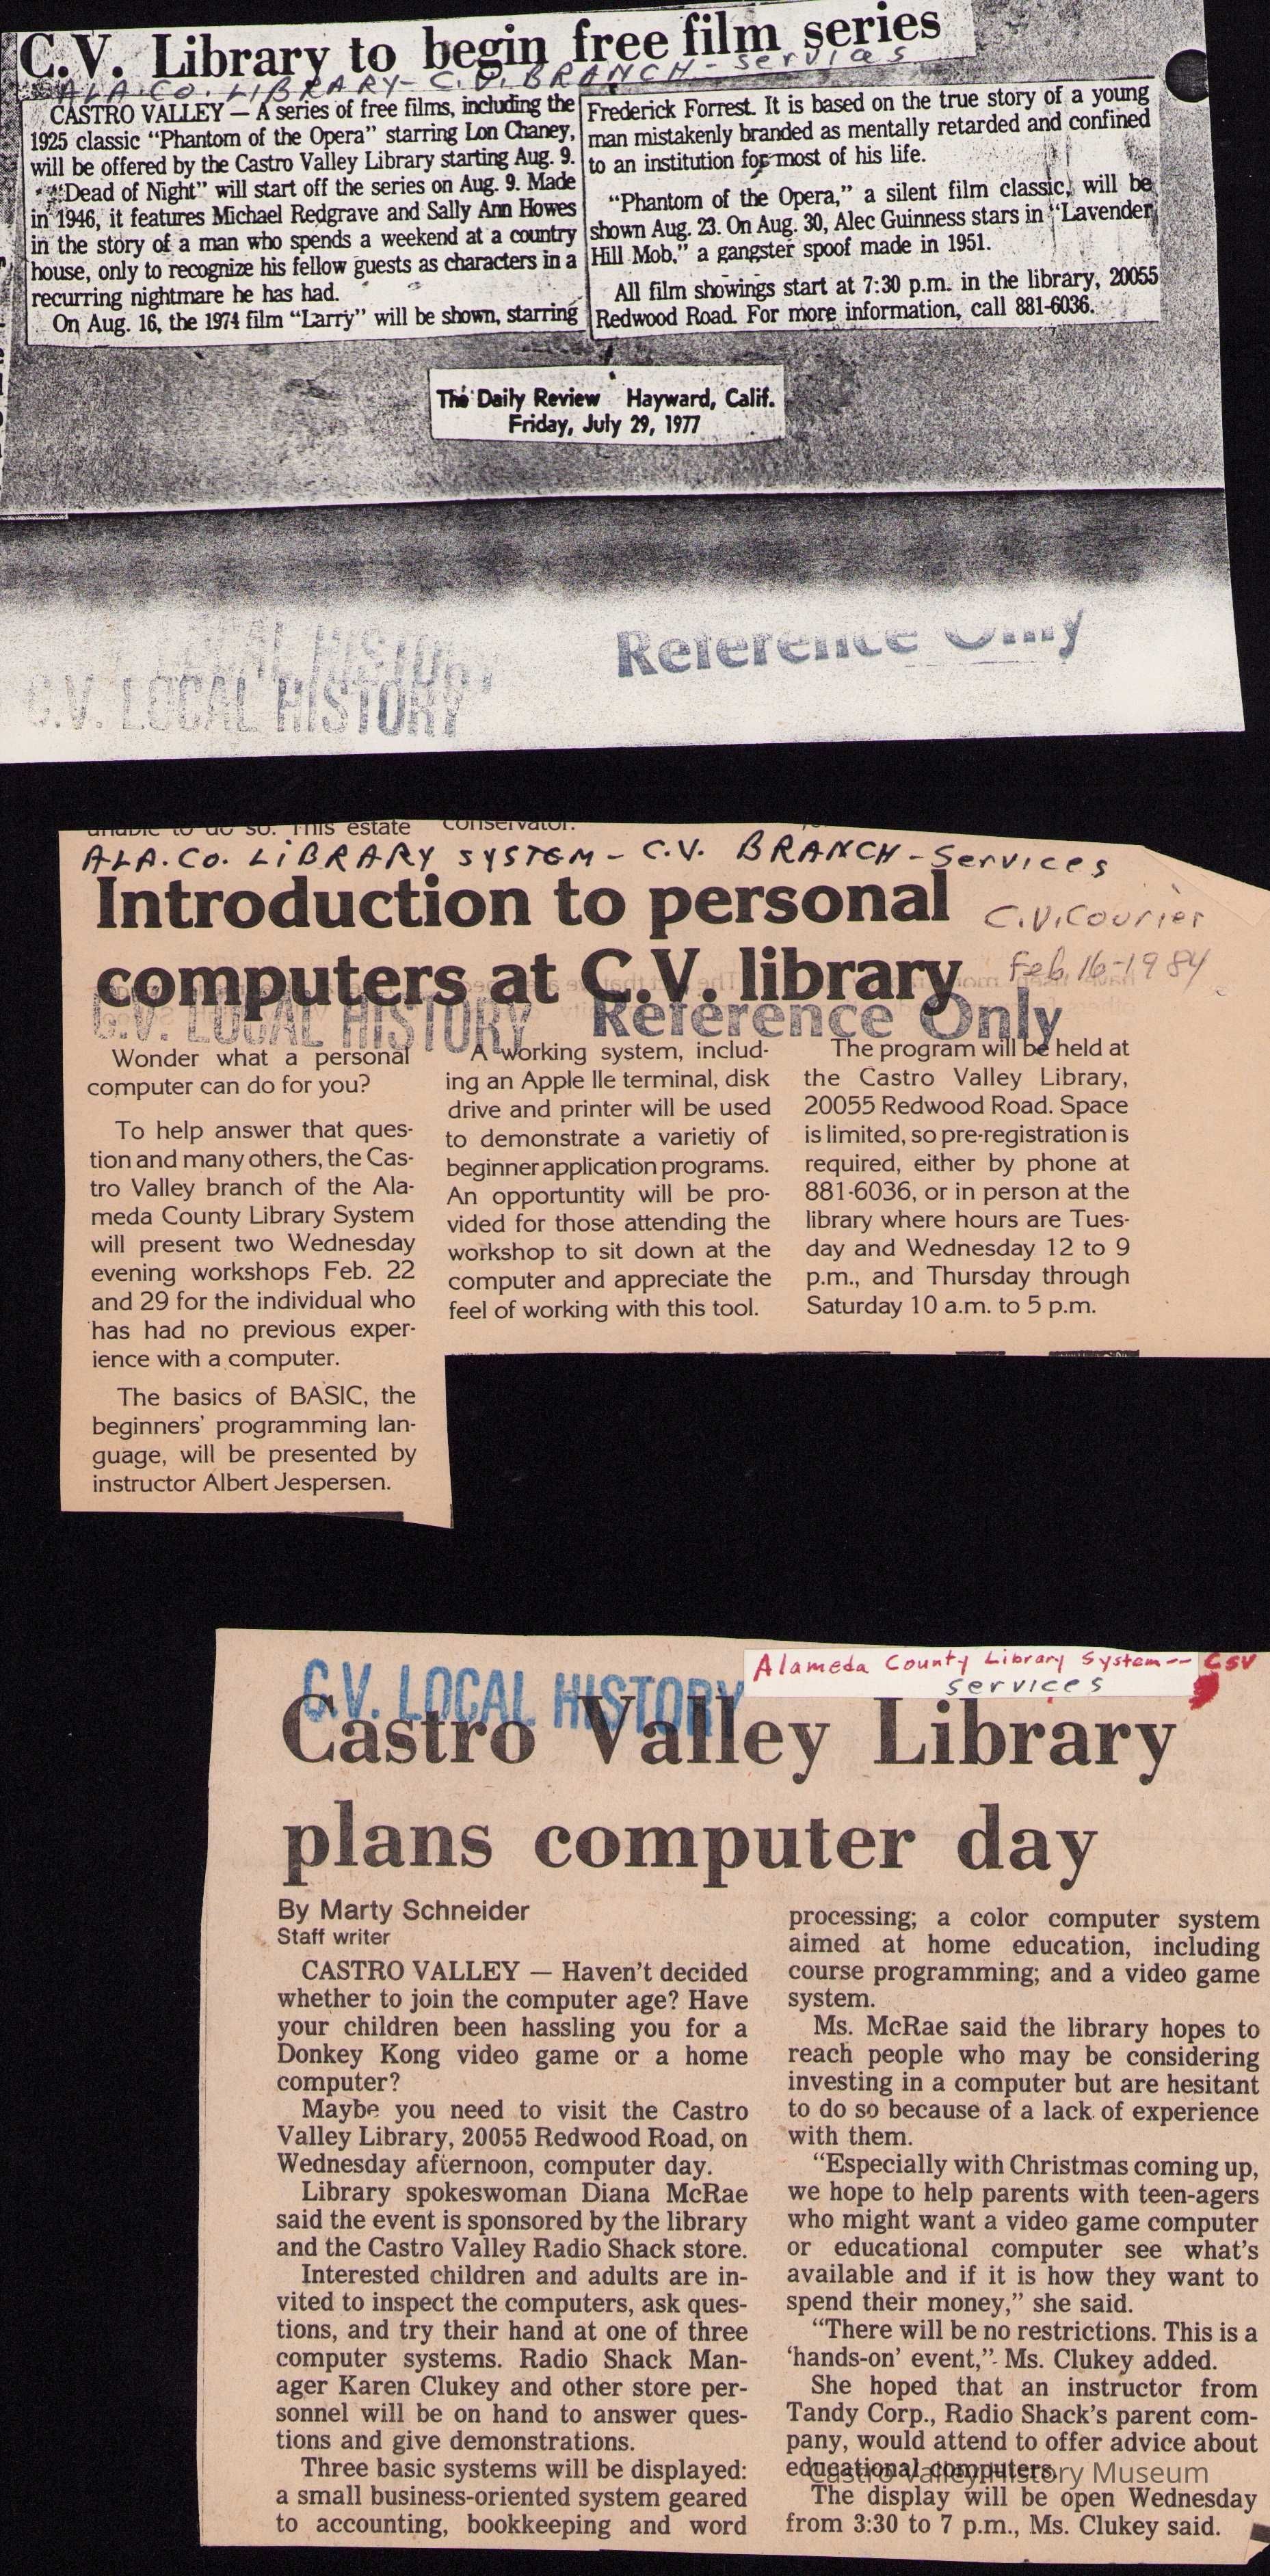 C.V. Library to begin free film series
ALA.CO. LIBRARY - C.V. BRANCH - Services
CASTRO VALLEY — A series of free films, including the
1925 classic “Phantom of the Opera” starring Lon Chaney,
will be offered by the Castro Valley Library starting Aug. 9.
“Dead of Night” will start off the series on Aug. 9. Made
in 1946, it features Michael Redgrave and Sally Ann Howes
in the story of a man who spends a weekend at a country
house, only to recognize his fellow guests as characters in a
recurring nightmare he has had.
On Aug. 16, the 1974 film “Larry” will be shown, starring
Frederick Forrest. It is based on the true story of a young
man mistakenly branded as mentally retarded and confined
to an institution for most of his life.
“Phantom of the Opera,” a silent film classic, will be
shown Aug. 23. On Aug. 30, Alec Guinness stars in “Lavender
Hill Mob,” a gangster spoof made in 1951.
All film showings start at 7:30 p.m. in the library, 20055
Redwood Road. For more information, call 881-6036.
The Daily Review Hayward, Calif.
Friday, July 29, 1977
Reference Only
C.V. LOCAL HISTORY
unable to do so. This estate conservator.
ALA.CO. LiBRARY SYSTEM - C.V. BRANCH - Services
Introduction to personal
computers at C.V. library
C.V.Courier
Feb 16-1984
C.V. LOCAL HISTORY Reference Only
Wonder what a personal
computer can do for you?
To help answer that ques-
tion and many others, the Cas-
tro Valley branch of the Ala-
meda County Library System
will present two Wednesday
evening workshops Feb. 22
and 29 for the individual who
has had no previous exper-
ience with a computer.
The basics of BASIC, the
beginners’ programming lan-
guage, will be presented by
instructor Albert Jespersen.
A working system, includ-
ing an Apple IIe terminal, disk
drive and printer will be used
to demonstrate a varietiy of
beginner application programs.
An opportuntity will be pro-
vided for those attending the
workshop to sit down at the
computer and appreciate the
feel of working with this tool.
The program will be held at
the Castro Valley Library,
20055 Redwood Road. Space
is limited, so pre-registration is
required, either by phone at
881-6036, or in person at the
library where hours are Tues-
day and Wednesday 12 to 9
p.m., and Thursday through
Saturday 10 a.m. to 5 p.m.
C.V. LOCAL HISTORY
Alameda County Library System -- CSV
services
Castro Valley Library
plans computer day
By Marty Schneider
Staff writer
CASTRO VALLEY — Haven’t decided
whether to join the computer age? Have
your children been hassling you for a
Donkey Kong video game or a home
computer?
Maybe you need to visit the Castro
Valley Library, 20055 Redwood Road, on
Wednesday afternoon, computer day.
Library spokeswoman Diana McRae
said the event is sponsored by the library
and the Castro Valley Radio Shack store.
Interested children and adults are in-
vited to inspect the computers, ask ques-
tions, and try their hand at one of three
computer systems. Radio Shack Man-
ager Karen Clukey and other store per-
sonnel will be on hand to answer ques-
tions and give demonstrations.
Three basic systems will be displayed:
a small business-oriented system geared
to accounting, bookkeeping and word
processing; a color computer system
aimed at home education, including
course programming; and a video game
system.
Ms. McRae said the library hopes to
reach people who may be considering
investing in a computer but are hesitant
to do so because of a lack of experience
with them.
“Especially with Christmas coming up,
we hope to help parents with teen-agers
who might want a video game computer
or educational computer see what’s
available and if it is how they want to
spend their money,” she said.
“There will be no restrictions. This is a
‘hands-on’ event,” Ms. Clukey added.
She hoped that an instructor from
Tandy Corp., Radio Shack’s parent com-
pany, would attend to offer advice about
educational computers.
Castro Valley History Museum
The display will be open Wednesday
from 3:30 to 7 p.m., Ms. Clukey said.